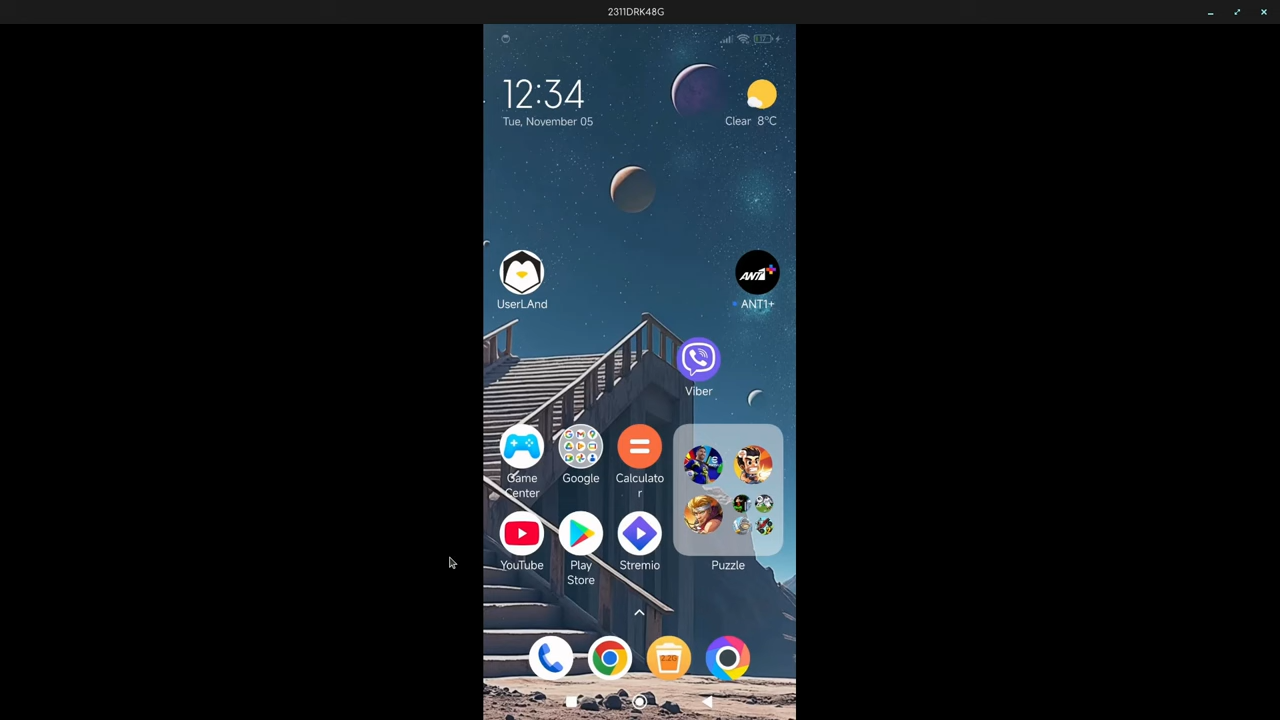 2311DRK48G
12:34
Tue, November 05
Clear 8°C
UserLAnd
ANT1+
ANT1+
Viber
Game
Center
Google
Calculato
r
YouTube
Play
Store
Stremio
Puzzle